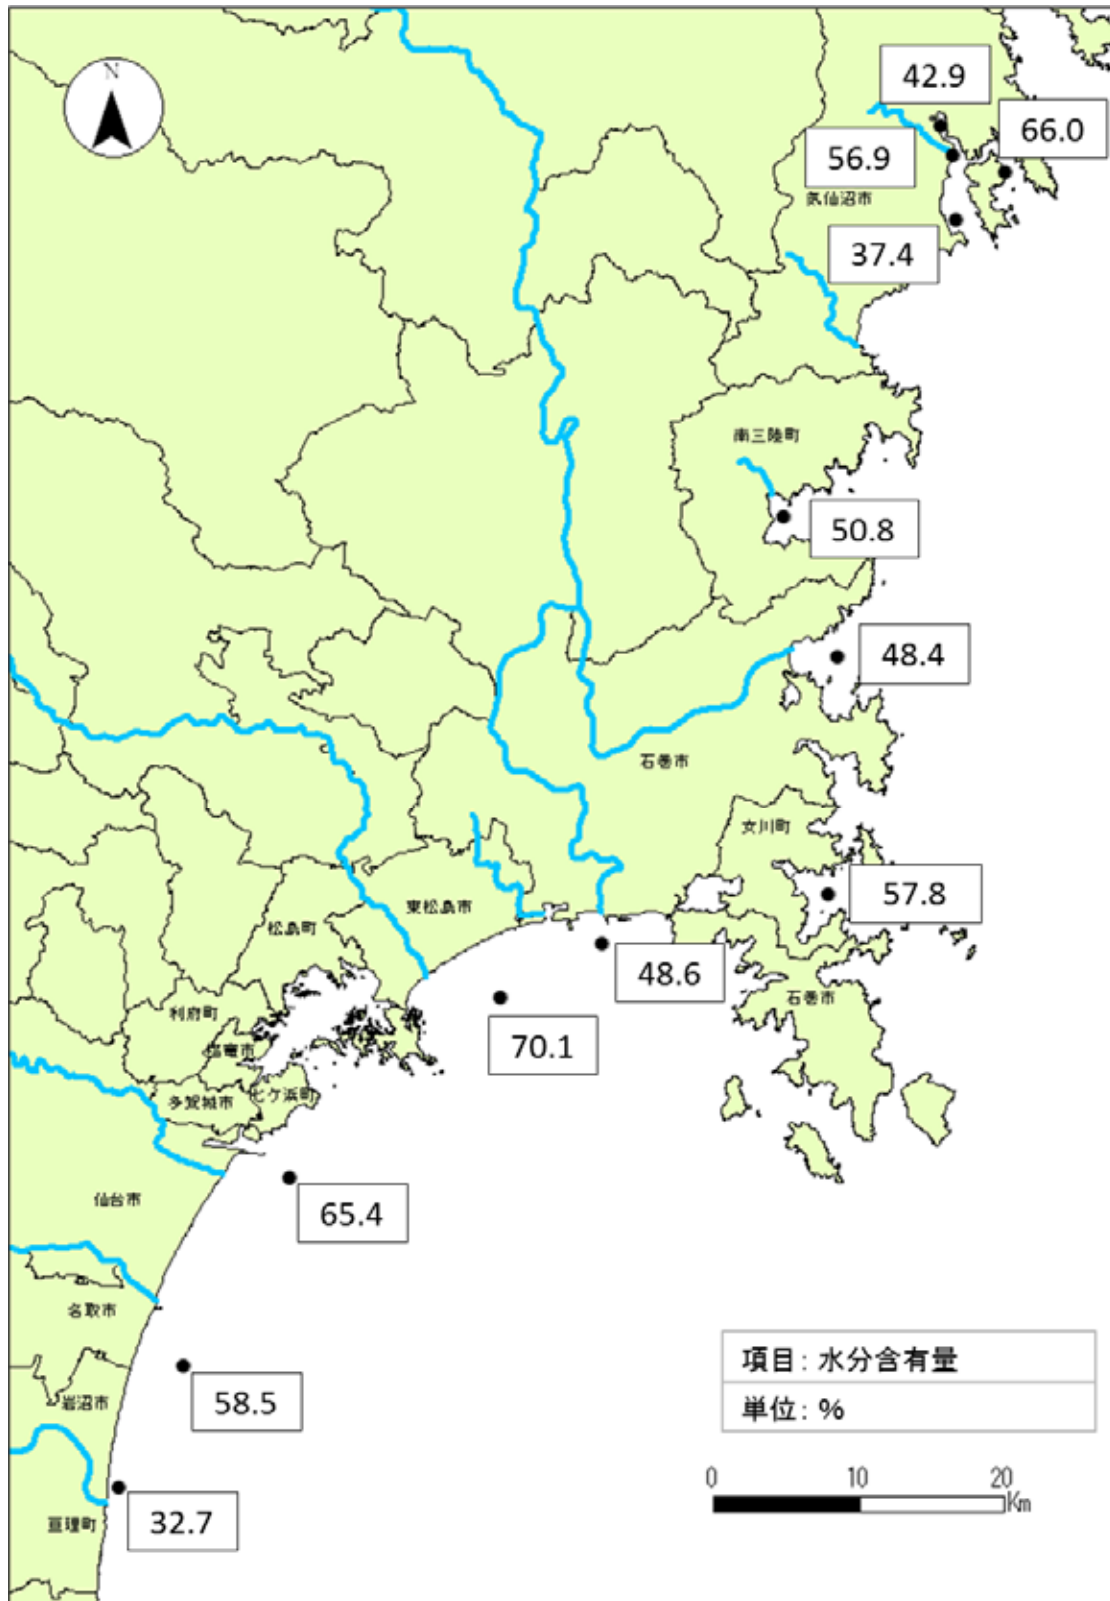 N
42.9
66.0
56.9
気仙沼市
37.4
南三陸町
50.8
48.4
石巻市
女川町
57.8
東松島市
松島町
48.6
石巻市
70.1
利府町
塩竈市
七ケ浜町
多賀城市
65.4
仙台市
名取市
58.5
岩沼市
項目：水分含有量
単位：%
0 10 20
Km
32.7
亘理町